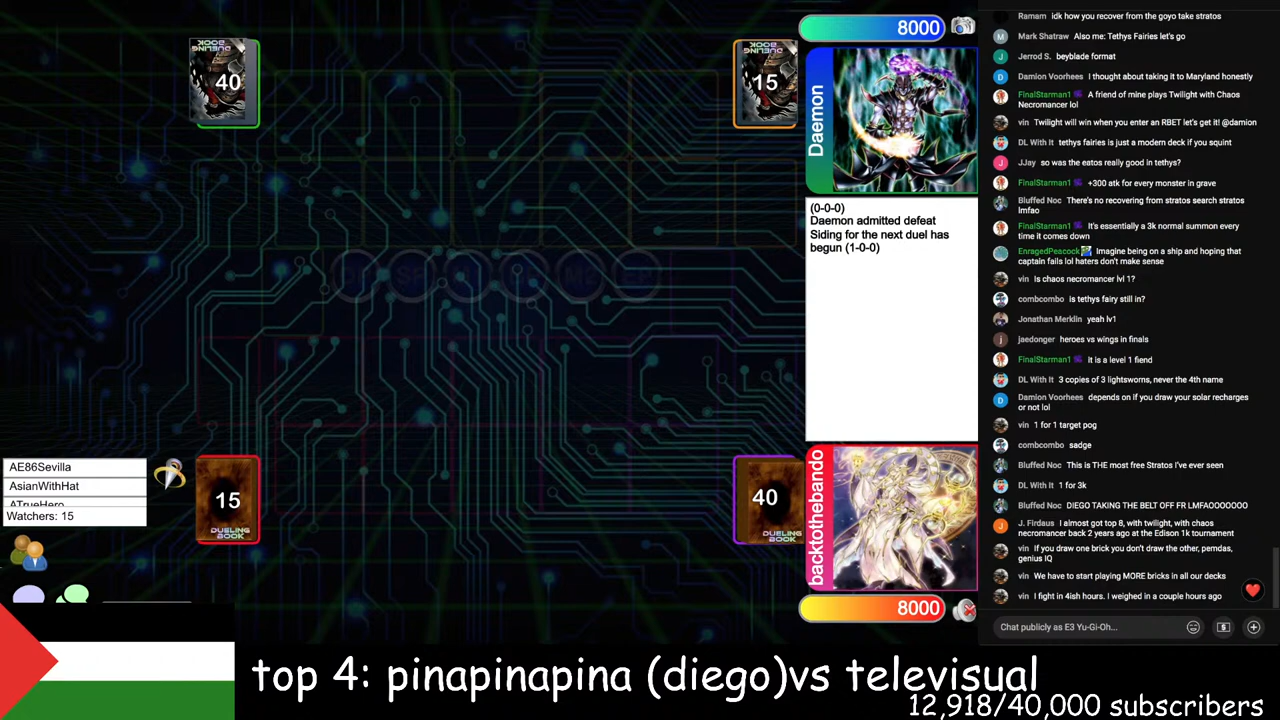 40
DUELING BOOK
15
DUELING BOOK
8000
Daemon
(0-0-0)
Daemon admitted defeat
Siding for the next duel has
begun (1-0-0)
AE86Sevilla
AsianWithHat
ATrueHero
Watchers: 15
15
DUELING
BOOK
40
DUELING
BOOK
backtothebando
8000
Ramam idk how you recover from the goyo take stratos
Mark Shatraw Also me: Tethys Fairies let's go
Jerrod S. beyblade format
Damion Voorhees I thought about taking it to Maryland honestly
FinalStarman1 A friend of mine plays Twilight with Chaos
Necromancer lol
vin Twilight will win when you enter an RBET let's get it! @damion
DL With It tethys fairies is just a modern deck if you squint
JJay so was the eatos really good in tethys?
FinalStarman1 +300 atk for every monster in grave
Bluffed Noc There's no recovering from stratos search stratos
lmfao
FinalStarman1 It's essentially a 3k normal summon every
time it comes down
EnragedPeacock Imagine being on a ship and hoping that
captain fails lol haters don't make sense
vin Is chaos necromancer lvl 1?
combcombo is tethys fairy still in?
Jonathan Merklin yeah lv1
jaedonger heroes vs wings in finals
FinalStarman1 It is a level 1 fiend
DL With It 3 copies of 3 lightsworns, never the 4th name
Damion Voorhees depends on if you draw your solar recharges
or not lol
vin 1 for 1 target pog
combcombo sadge
Bluffed Noc This is THE most free Stratos I've ever seen
DL With It 1 for 3k
Bluffed Noc DIEGO TAKING THE BELT OFF FR LMFAOOOOOOO
J. Firdaus I almost got top 8, with twilight, with chaos
necromancer back 2 years ago at the Edison 1k tournament
vin If you draw one brick you don't draw the other, pemdas,
genius IQ
vin We have to start playing MORE bricks in all our decks
vin I fight in 4ish hours. I weighed in a couple hours ago
Chat publicly as E3 Yu-Gi-Oh...
top 4: pinapinapina (diego)vs televisual
12,918/40,000 subscribers